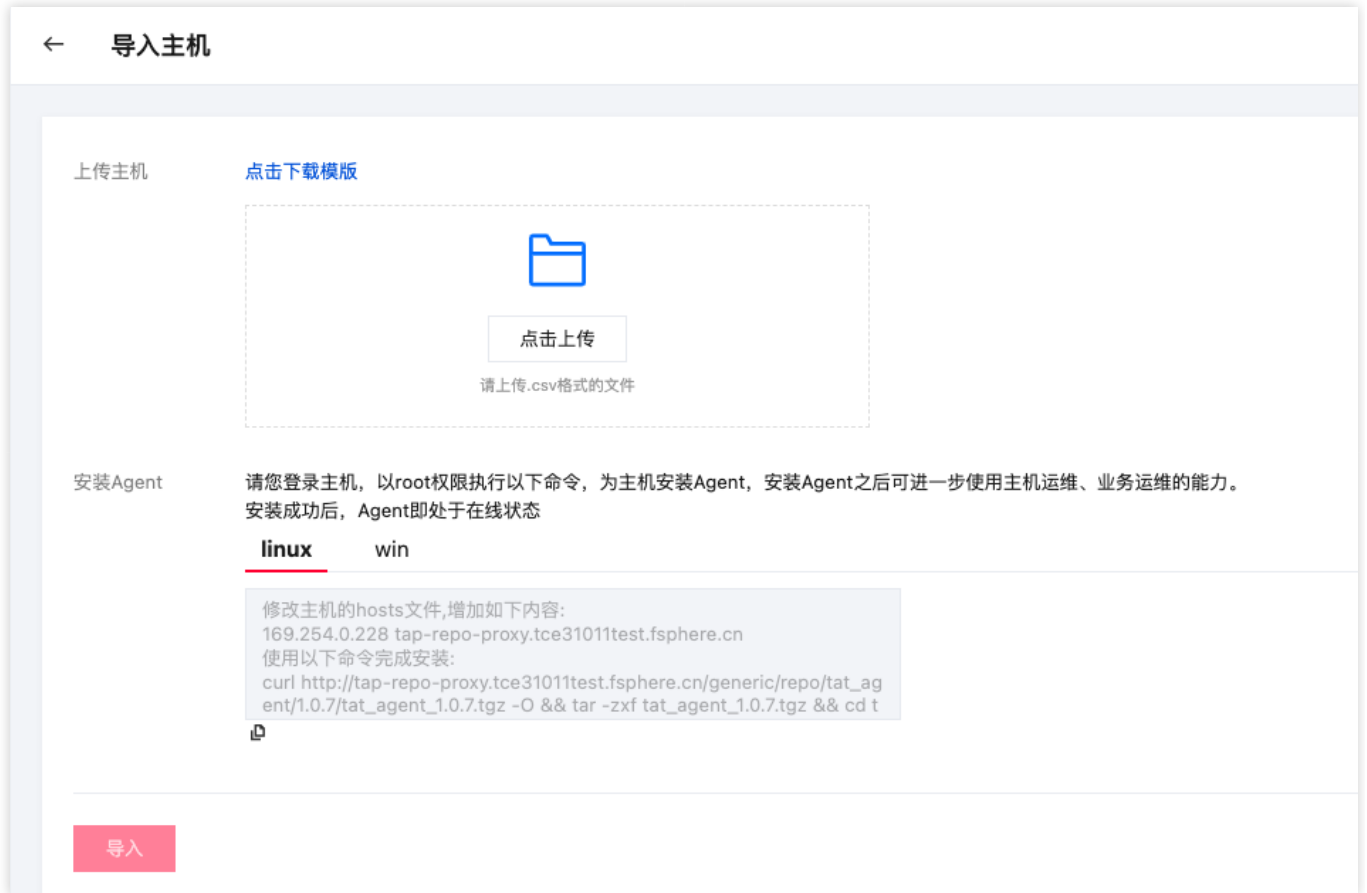 导入主机
上传主机
点击下载模版
点击上传
请上传.csv格式的文件
安装Agent
请您登录主机，以root权限执行以下命令，为主机安装Agent，安装Agent之后可进一步使用主机运维、业务运维的能力。
安装成功后，Agent即处于在线状态
linux
win
修改主机的hosts文件,增加如下内容:
169.254.0.228 tap-repo-proxy.tce31011test.fsphere.cn
使用以下命令完成安装:
curl http://tap-repo-proxy.tce31011test.fsphere.cn/generic/repo/tat_ag
ent/1.0.7/tat_agent_1.0.7.tgz -O && tar -zxf tat_agent_1.0.7.tgz && cd t
导入